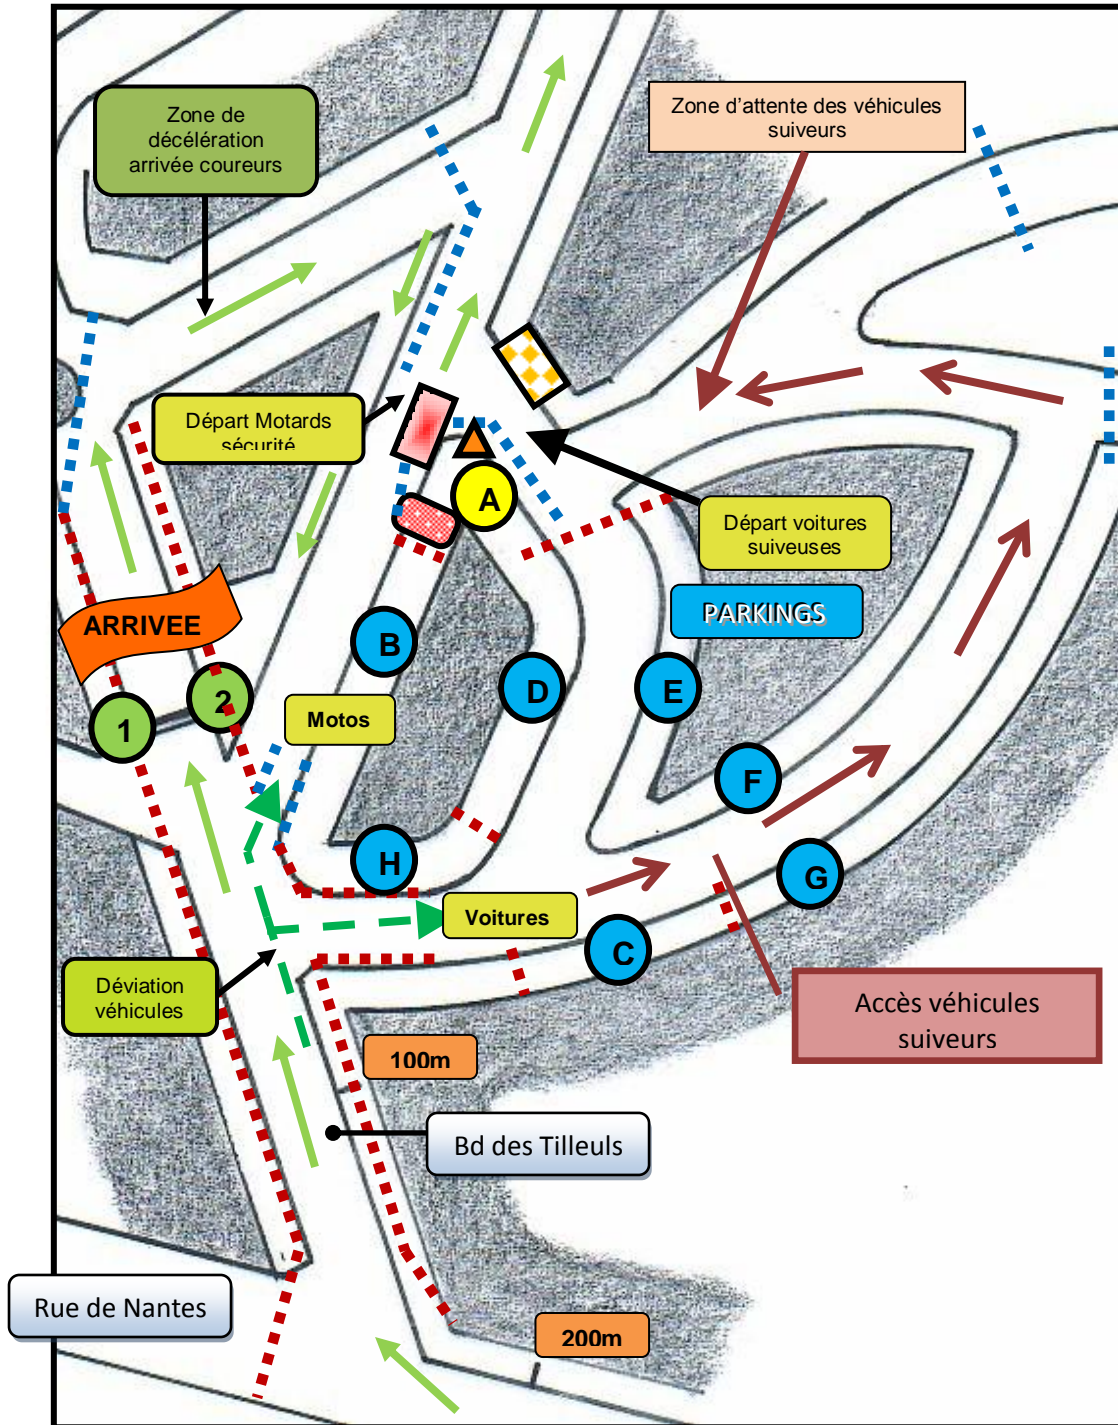 Zone de
décélération
arrivée coureurs
Zone d'attente des véhicules
suiveurs
Départ Motards
sécurité
A
Départ voitures
suiveuses
PARKINGS
ARRIVEE
B
D
E
1
2
Motos
F
H
G
Voitures
C
Déviation
véhicules
Accès véhicules
suiveurs
100m
Bd des Tilleuls
Rue de Nantes
200m